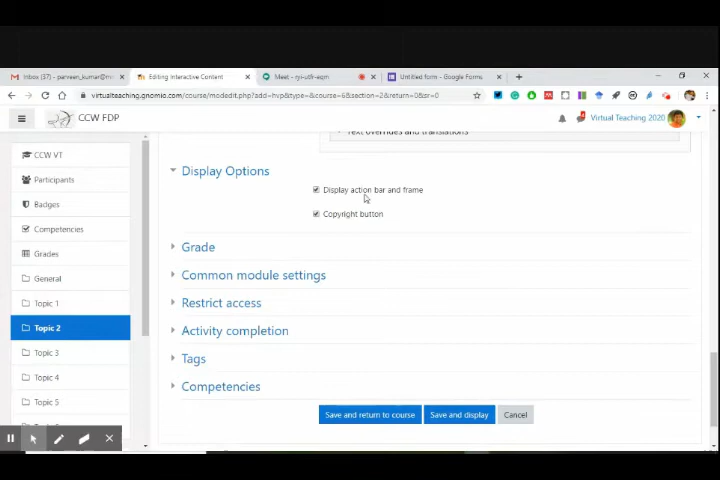 Inbox (37) - parveen_kumar@m
Editing Interactive Content
Meet - ryi-utfr-eqm
Untitled form - Google Forms
virtualteaching.gnomio.com/course/modedit.php?add=hvp&type=&course=6&section=2&return=0&sr=0
CCW FDP
Virtual Teaching 2020
CCW VT
Participants
Badges
Competencies
Grades
General
Topic 1
Topic 2
Topic 3
Topic 4
Topic 5
Text overrides and translations
Display Options
Display action bar and frame
Copyright button
Grade
Common module settings
Restrict access
Activity completion
Tags
Competencies
Save and return to course
Save and display
Cancel